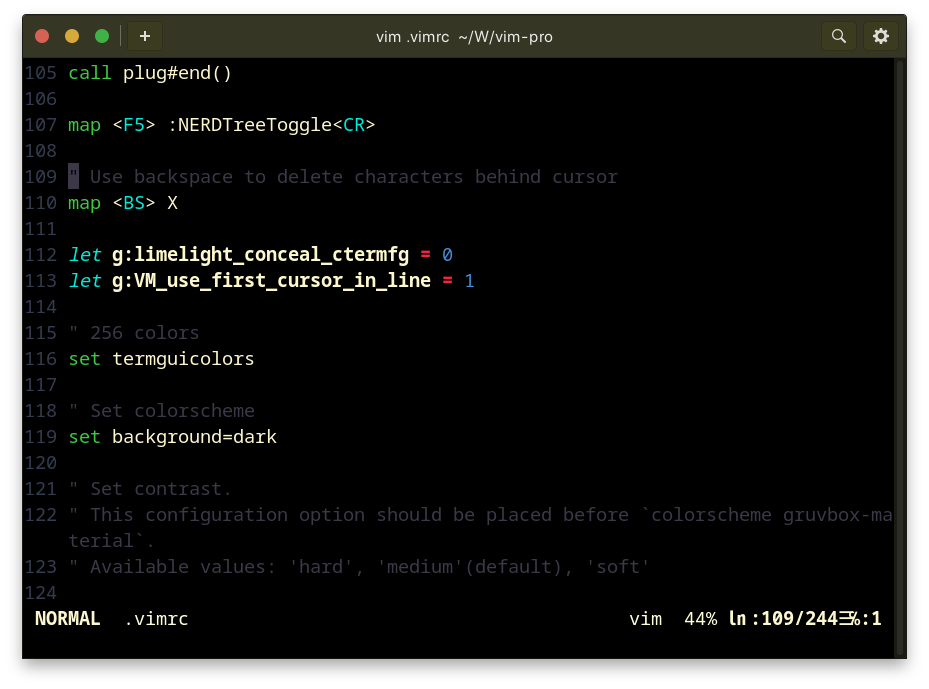 +
vim .vimrc ~/W/vim-pro
105 call plug#end()
106
107 map <F5> :NERDTreeToggle<CR>
108
109 " Use backspace to delete characters behind cursor
110 map <BS> X
111
112 let g:limelight_conceal_ctermfg = 0
113 let g:VM_use_first_cursor_in_line = 1
114
115 " 256 colors
116 set termguicolors
117
118 " Set colorscheme
119 set background=dark
120
121 " Set contrast.
122 " This configuration option should be placed before `colorscheme gruvbox-ma
terial`.
123 " Available values: 'hard', 'medium'(default), 'soft'
124
NORMAL .vimrc vim 44% ln:109/244☰℅:1